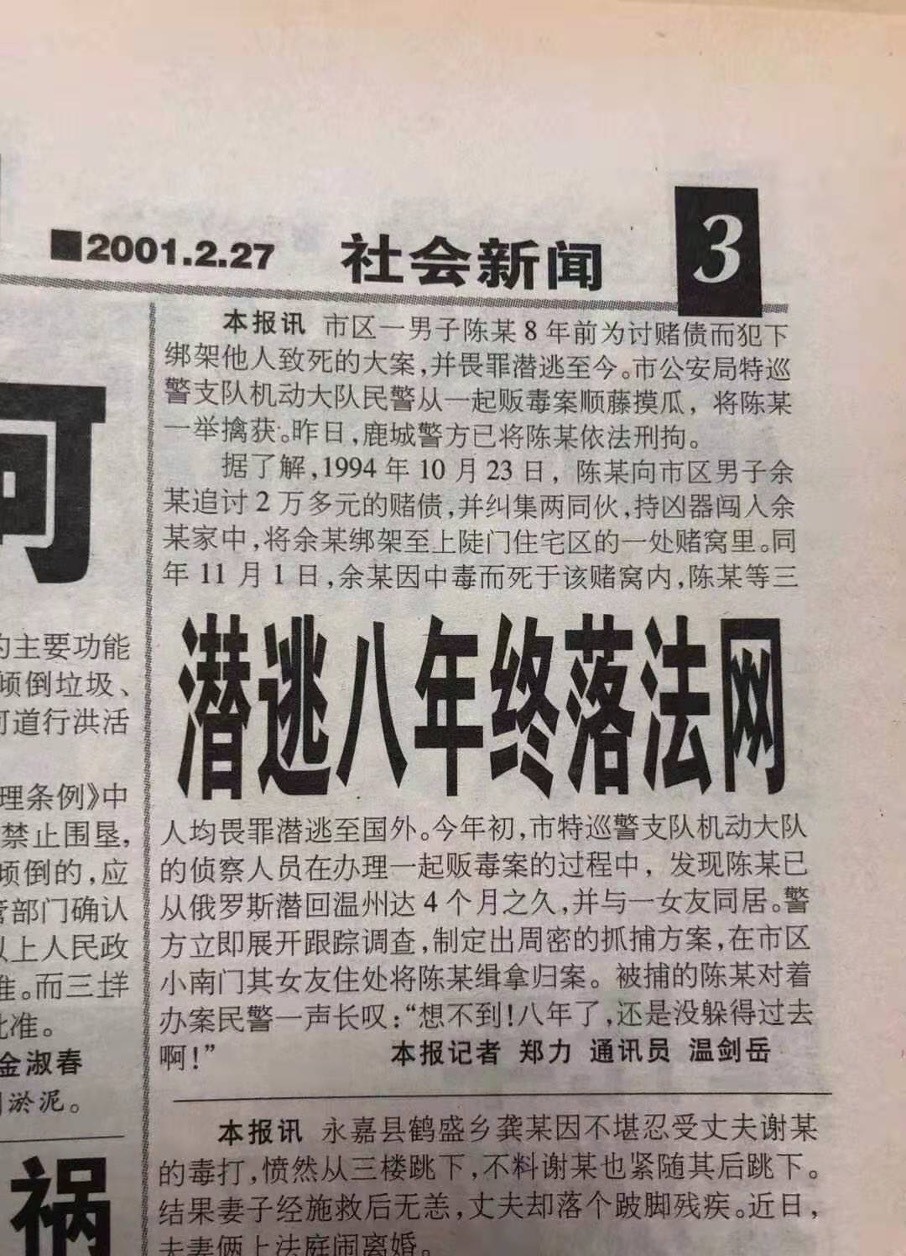 ■2001.2.27 社会新闻 3
本报讯 市区一男子陈某8年前为讨赌债而犯下
绑架他人致死的大案,并畏罪潜逃至今。市公安局特巡
警支队机动大队民警从一起贩毒案顺藤摸瓜,将陈某
一举擒获。昨日,鹿城警方已将陈某依法刑拘。
据了解,1994年10月23日,陈某向市区男子余
某追讨2万多元的赌债,并纠集两同伙,持凶器闯入余
某家中,将余某绑架至上陡门住宅区的一处赌窝里。同
年11月1日,余某因中毒而死于该赌窝内,陈某等三
潜逃八年终落法网
人均畏罪潜逃至国外。今年初,市特巡警支队机动大队
的侦察人员在办理一起贩毒案的过程中,发现陈某已
从俄罗斯潜回温州达4个月之久,并与一女友同居。警
方立即展开跟踪调查,制定出周密的抓捕方案,在市区
小南门其女友住处将陈某缉拿归案。被捕的陈某对着
办案民警一声长叹:“想不到!八年了,还是没躲得过去
啊!” 本报记者 郑力 通讯员 温剑岳
本报讯 永嘉县鹤盛乡龚某因不堪忍受丈夫谢某
的毒打,愤然从三楼跳下,不料谢某也紧随其后跳下。
结果妻子经施救后无恙,丈夫却落个跛脚残疾。近日,
夫妻俩上法庭闹离婚。
的主要功能
倾倒垃圾、
河道行洪活
理条例》中
禁止围垦,
倾倒的,应
管部门确认
以上人民政
准。而三垟
批准。
金淑春
淤泥。
祸